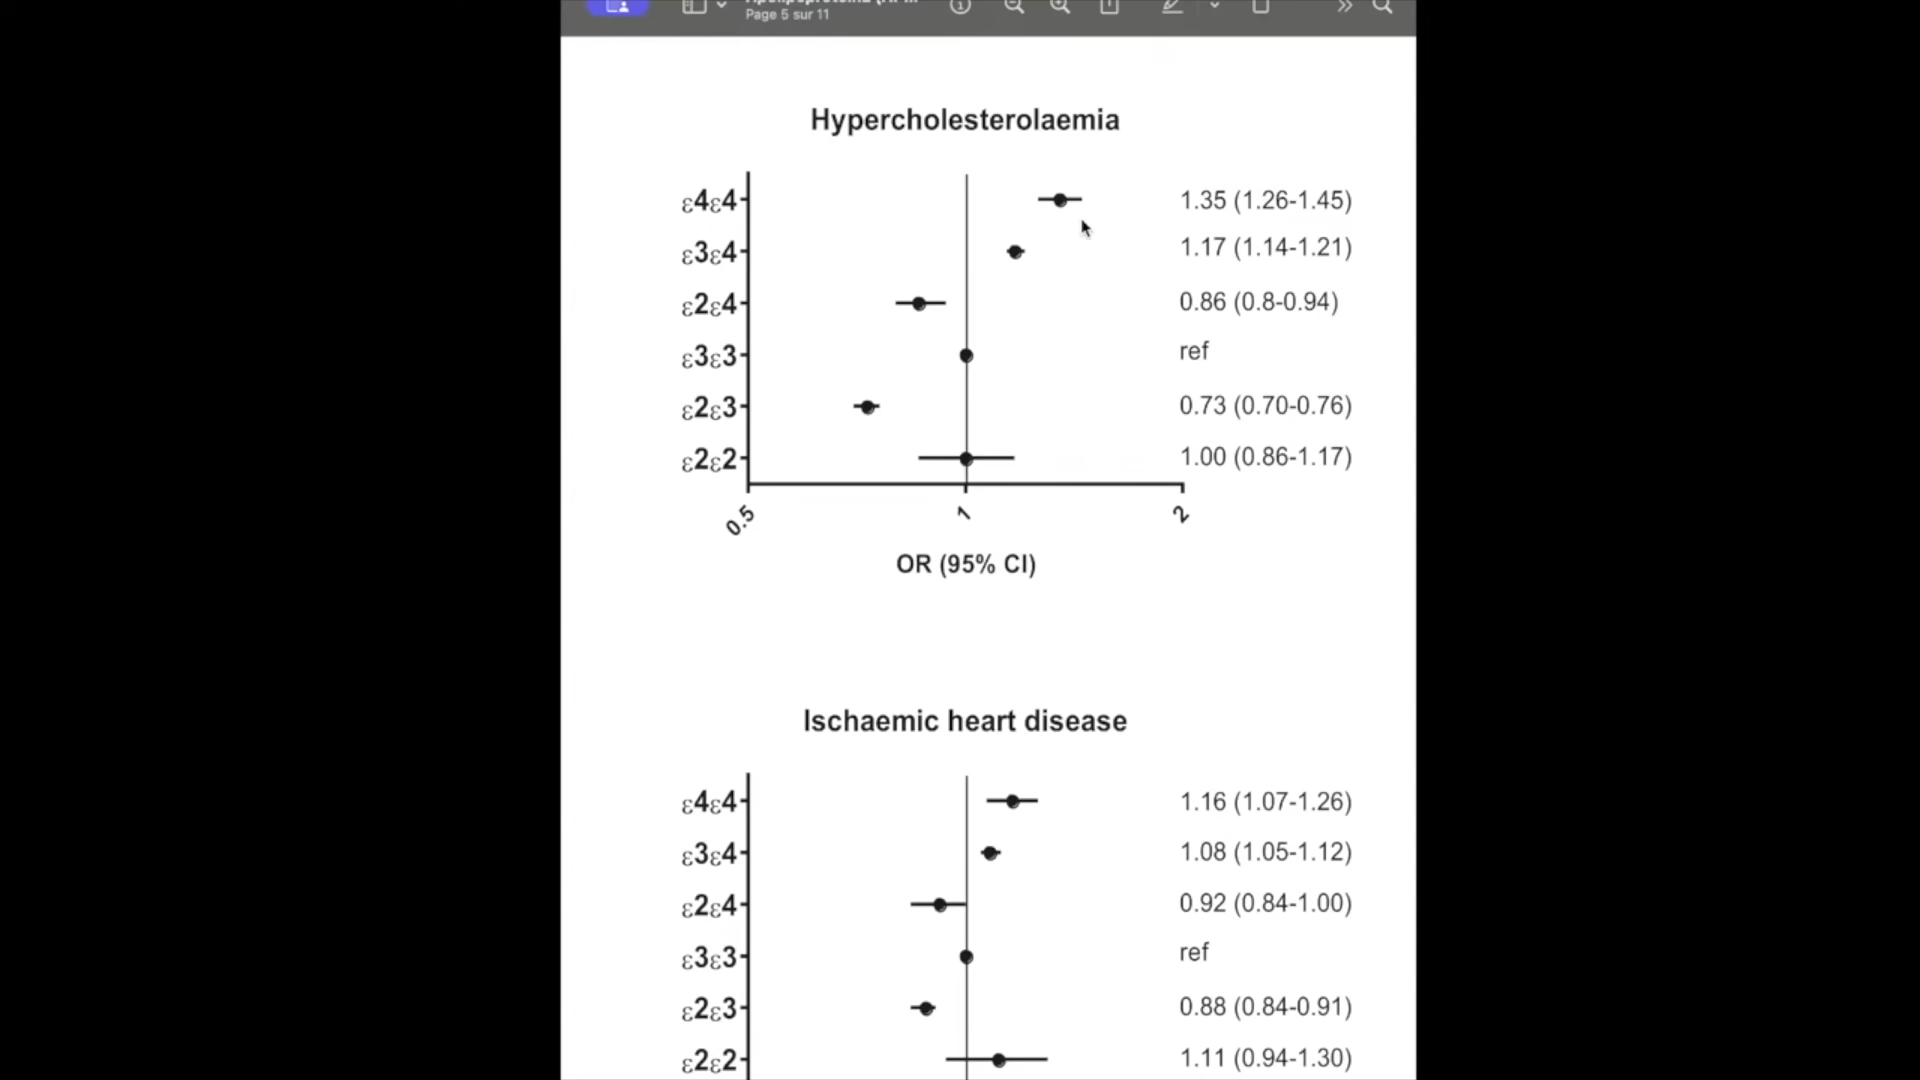 Page 5 sur 11
Hypercholesterolaemia
ε4ε4 1.35 (1.26-1.45)
ε3ε4 1.17 (1.14-1.21)
ε2ε4 0.86 (0.8-0.94)
ε3ε3 ref
ε2ε3 0.73 (0.70-0.76)
ε2ε2 1.00 (0.86-1.17)
0.5 1 2
OR (95% CI)
Ischaemic heart disease
ε4ε4 1.16 (1.07-1.26)
ε3ε4 1.08 (1.05-1.12)
ε2ε4 0.92 (0.84-1.00)
ε3ε3 ref
ε2ε3 0.88 (0.84-0.91)
ε2ε2 1.11 (0.94-1.30)